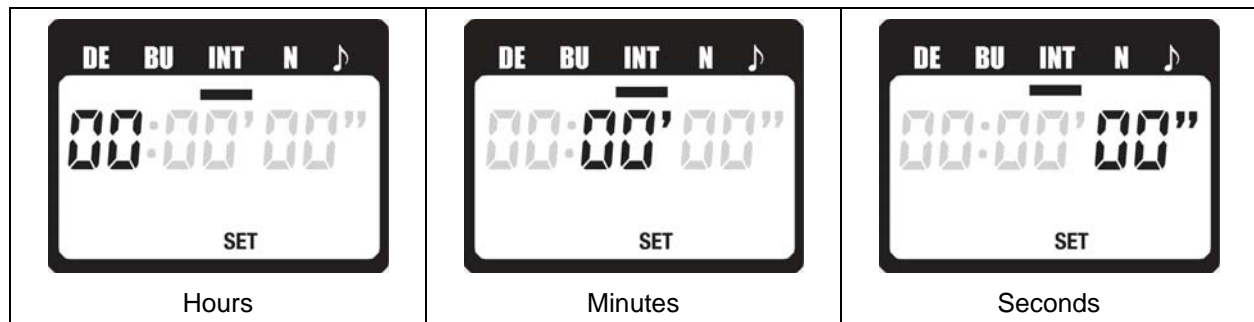 DE BU INT N ♪
00:00’ 00”
SET
Hours
DE BU INT N ♪
00:00’ 00”
SET
Minutes
DE BU INT N ♪
00:00’ 00”
SET
Seconds